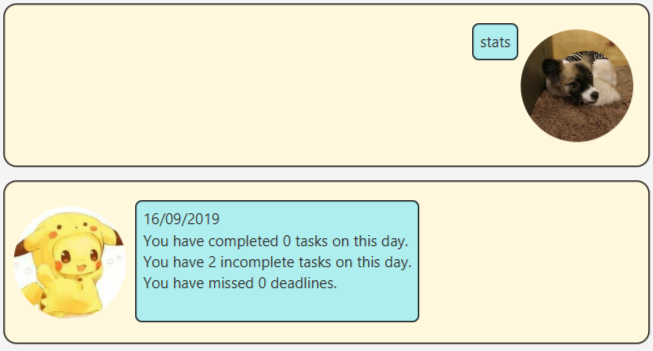 stats
16/09/2019
You have completed 0 tasks on this day.
You have 2 incomplete tasks on this day.
You have missed 0 deadlines.